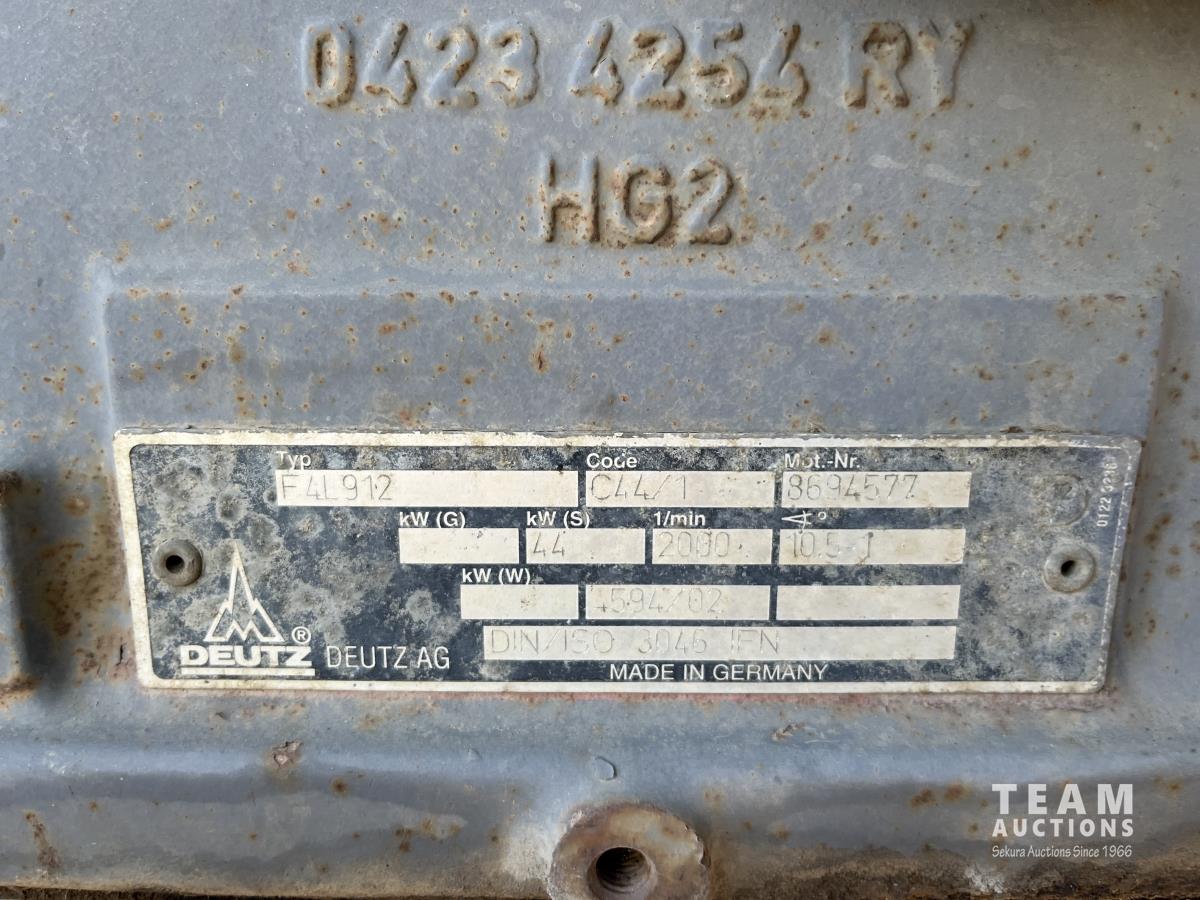 0423 4254 RY
HG2
Typ Code Mot.-Nr.
F4L912 C44/1 8694577
kW (G) kW (S) 1/min ∢°
44 2000 10.5-1
kW (W)
4594/02
DIN/ISO 3046 IFN
DEUTZ® DEUTZ AG
MADE IN GERMANY
0122
TEAM
AUCTIONS
Sekura Auctions Since 1966